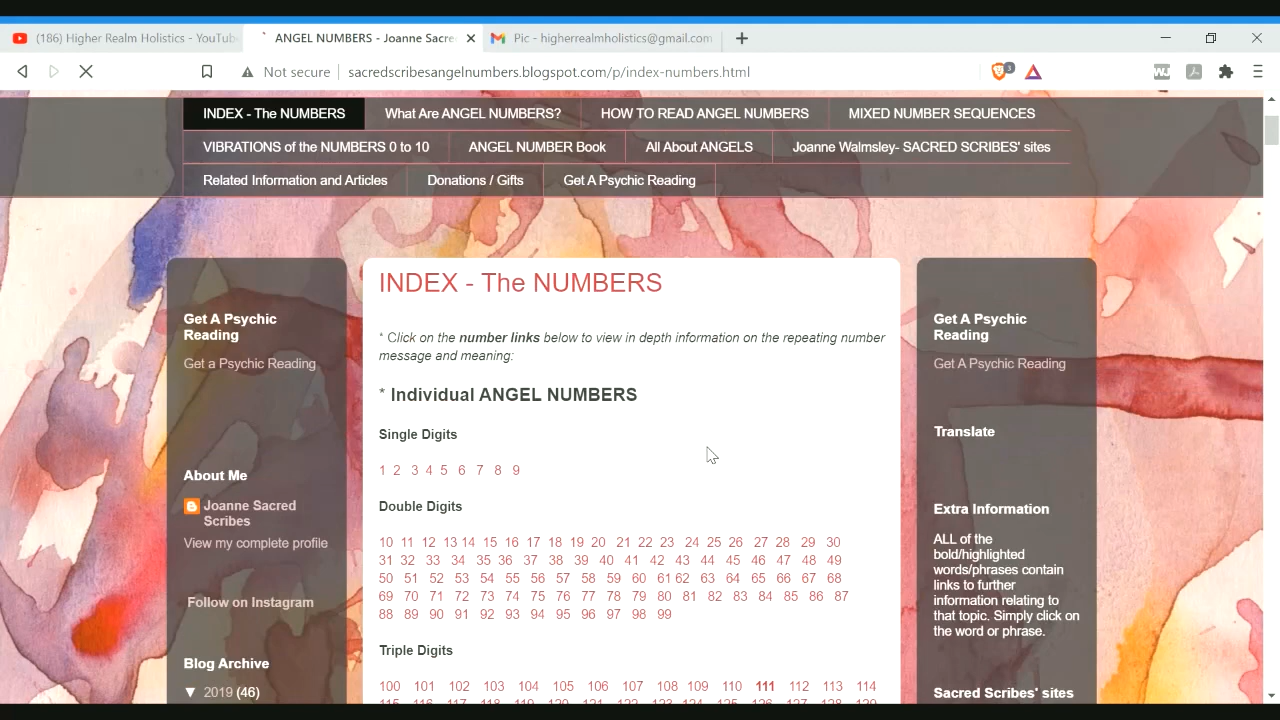 (186) Higher Realm Holistics - YouTub
ANGEL NUMBERS - Joanne Sacre
Pic - higherrealmholistics@gmail.com
Not secure
sacredscribesangelnumbers.blogspot.com/p/index-numbers.html
3
INDEX - The NUMBERS
What Are ANGEL NUMBERS?
HOW TO READ ANGEL NUMBERS
MIXED NUMBER SEQUENCES
VIBRATIONS of the NUMBERS 0 to 10
ANGEL NUMBER Book
All About ANGELS
Joanne Walmsley- SACRED SCRIBES' sites
Related Information and Articles
Donations / Gifts
Get A Psychic Reading
Get A Psychic
Reading
Get a Psychic Reading
About Me
Joanne Sacred
Scribes
View my complete profile
Follow on Instagram
Blog Archive
▼ 2019 (46)
INDEX - The NUMBERS
* Click on the number links below to view in depth information on the repeating number
message and meaning:
* Individual ANGEL NUMBERS
Single Digits
1 2 3 4 5 6 7 8 9
Double Digits
10 11 12 13 14 15 16 17 18 19 20 21 22 23 24 25 26 27 28 29 30
31 32 33 34 35 36 37 38 39 40 41 42 43 44 45 46 47 48 49
50 51 52 53 54 55 56 57 58 59 60 61 62 63 64 65 66 67 68
69 70 71 72 73 74 75 76 77 78 79 80 81 82 83 84 85 86 87
88 89 90 91 92 93 94 95 96 97 98 99
Triple Digits
100 101 102 103 104 105 106 107 108 109 110 111 112 113 114
Get A Psychic
Reading
Get A Psychic Reading
Translate
Extra Information
ALL of the
bold/highlighted
words/phrases contain
links to further
information relating to
that topic. Simply click on
the word or phrase.
Sacred Scribes' sites